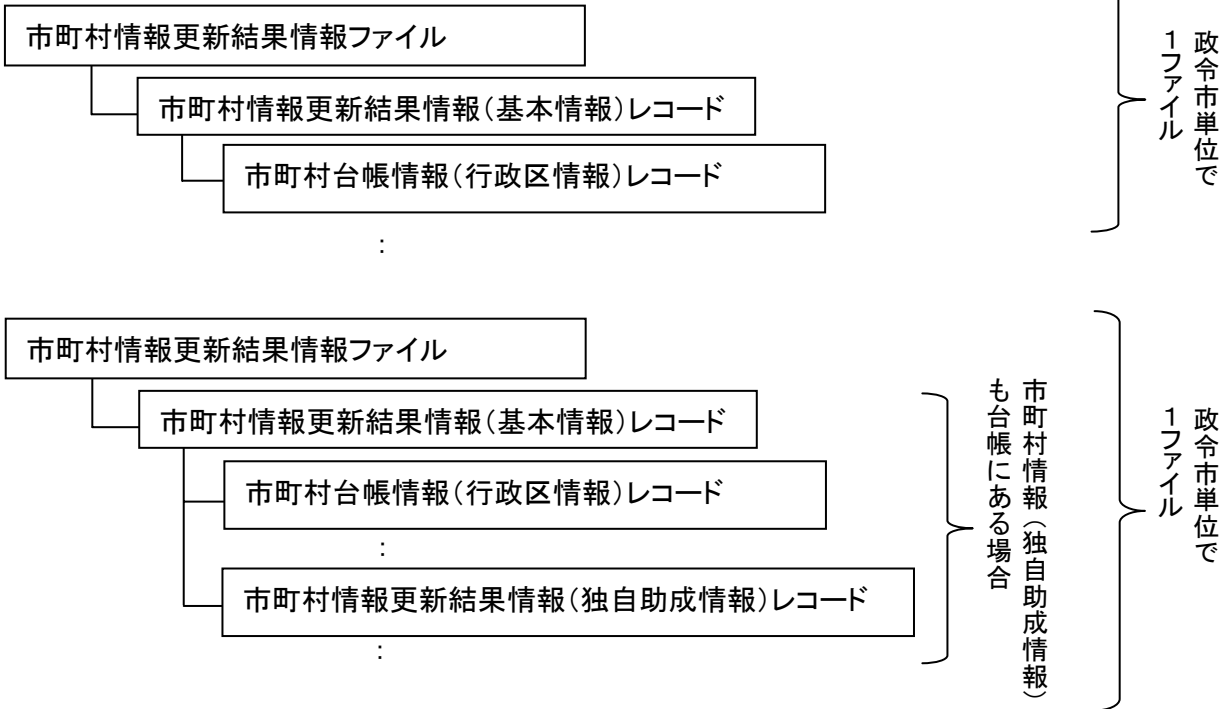 市町村情報更新結果情報ファイル
市町村情報更新結果情報(基本情報)レコード
市町村台帳情報(行政区情報)レコード
:
政令市単位で
1ファイル
市町村情報更新結果情報ファイル
市町村情報更新結果情報(基本情報)レコード
市町村台帳情報(行政区情報)レコード
:
市町村情報更新結果情報(独自助成情報)レコード
:
市町村情報(独自助成情報)
も台帳にある場合
政令市単位で
1ファイル